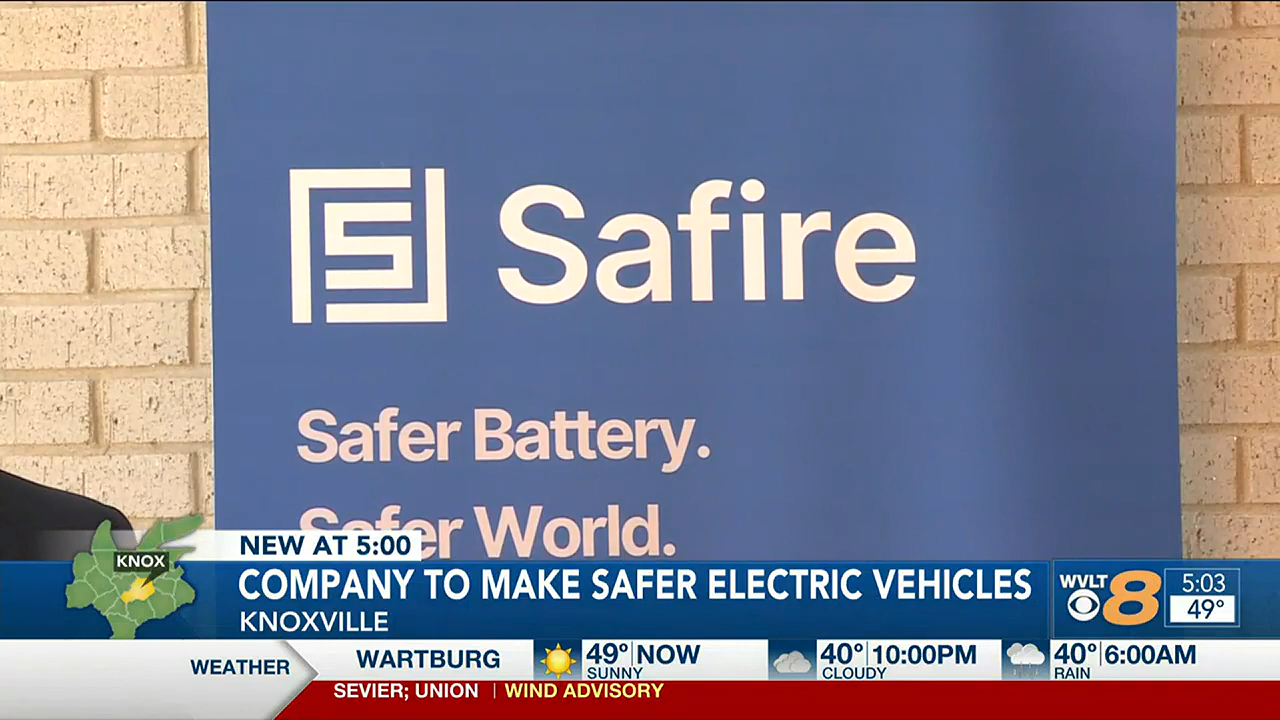 Safire
Safer Battery.
Safer World.
NEW AT 5:00
KNOX
COMPANY TO MAKE SAFER ELECTRIC VEHICLES
KNOXVILLE
WVLT 8
5:03
49°
WEATHER
WARTBURG
49° NOW
SUNNY
40° 10:00PM
CLOUDY
40° 6:00AM
RAIN
SEVIER; UNION | WIND ADVISORY